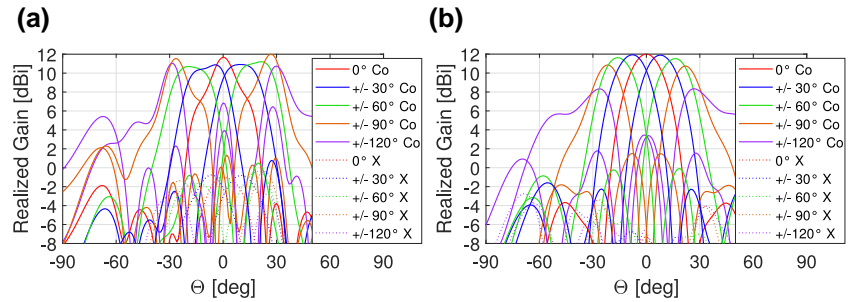 (a)
Realized Gain [dBi]
12
10
8
6
4
2
0
-2
-4
-6
-8
-90
-60
-30
0
30
60
90
Θ [deg]
0° Co
+/- 30° Co
+/- 60° Co
+/- 90° Co
+/-120° Co
0° X
+/- 30° X
+/- 60° X
+/- 90° X
+/-120° X
(b)
Realized Gain [dBi]
12
10
8
6
4
2
0
-2
-4
-6
-8
-90
-60
-30
0
30
60
90
Θ [deg]
0° Co
+/- 30° Co
+/- 60° Co
+/- 90° Co
+/-120° Co
0° X
+/- 30° X
+/- 60° X
+/- 90° X
+/-120° X